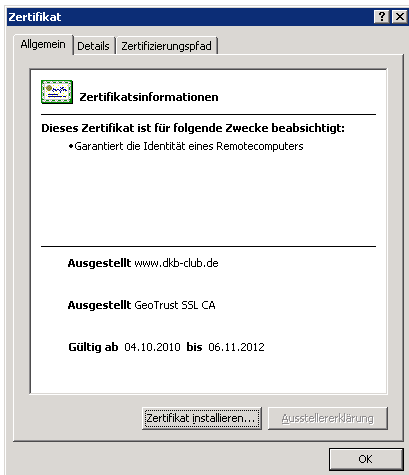 Zertifikat
Allgemein Details Zertifizierungspfad
Zertifikatsinformationen
Dieses Zertifikat ist für folgende Zwecke beabsichtigt:
•Garantiert die Identität eines Remotecomputers
Ausgestellt www.dkb-club.de
Ausgestellt GeoTrust SSL CA
Gültig ab 04.10.2010 bis 06.11.2012
Zertifikat installieren... Ausstellererklärung
OK